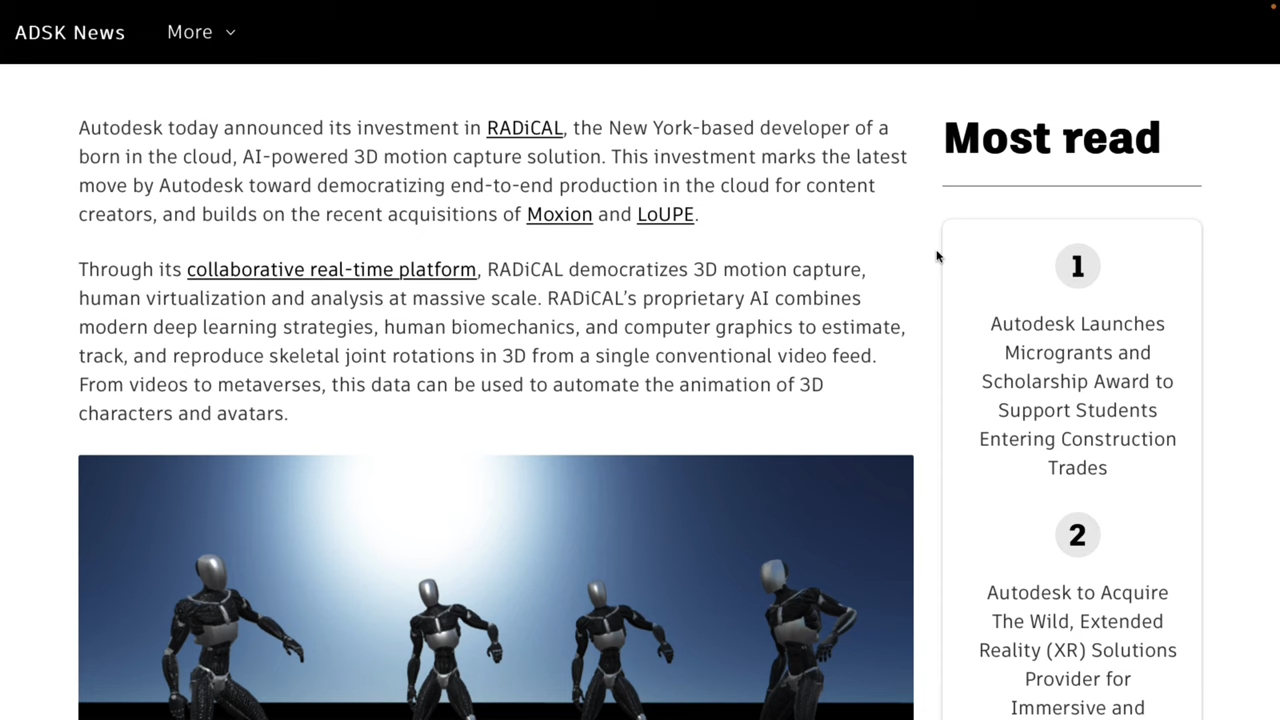 ADSK News More
Autodesk today announced its investment in RADiCAL, the New York-based developer of a
born in the cloud, AI-powered 3D motion capture solution. This investment marks the latest
move by Autodesk toward democratizing end-to-end production in the cloud for content
creators, and builds on the recent acquisitions of Moxion and LoUPE.
Through its collaborative real-time platform, RADiCAL democratizes 3D motion capture,
human virtualization and analysis at massive scale. RADiCAL’s proprietary AI combines
modern deep learning strategies, human biomechanics, and computer graphics to estimate,
track, and reproduce skeletal joint rotations in 3D from a single conventional video feed.
From videos to metaverses, this data can be used to automate the animation of 3D
characters and avatars.
Most read
1
Autodesk Launches
Microgrants and
Scholarship Award to
Support Students
Entering Construction
Trades
2
Autodesk to Acquire
The Wild, Extended
Reality (XR) Solutions
Provider for
Immersive and